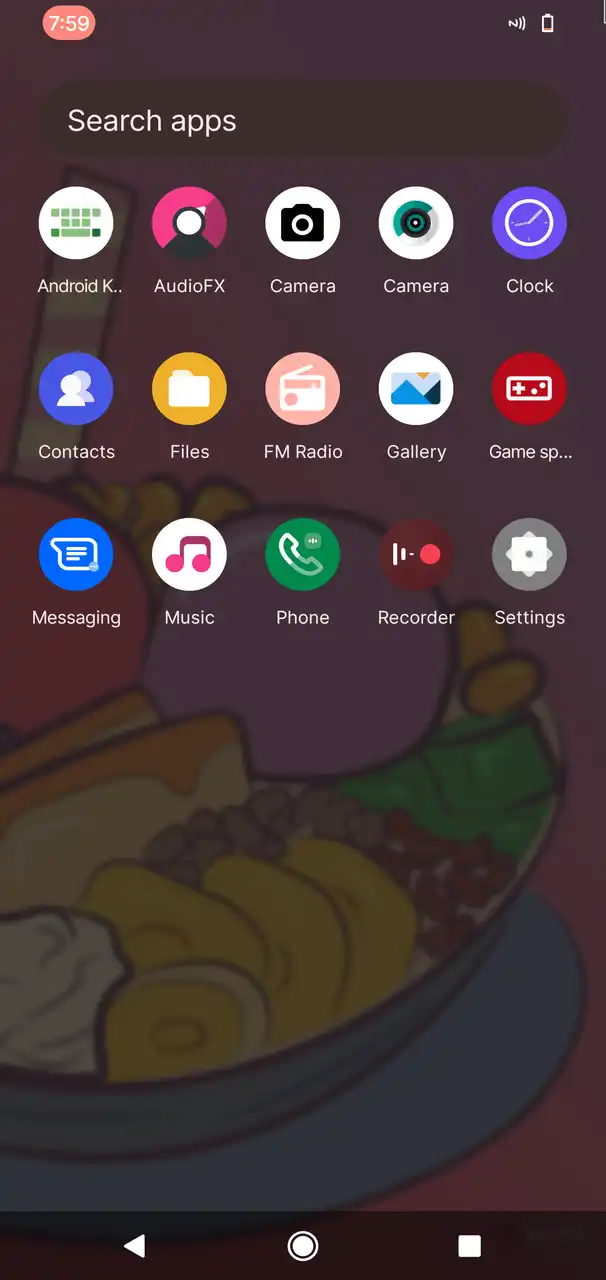 7:59
Search apps
Android K..
AudioFX
Camera
Camera
Clock
Contacts
Files
FM Radio
Gallery
Game sp...
Messaging
Music
Phone
Recorder
Settings